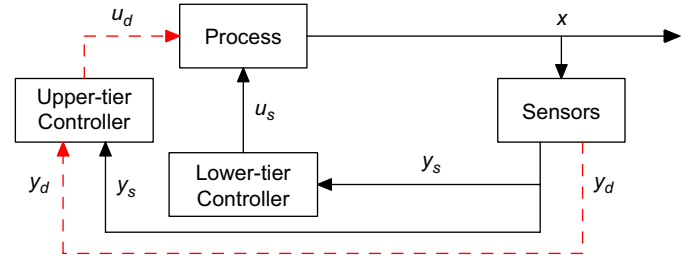 u_d
Process
x
Upper-tier
Controller
Sensors
u_s
Lower-tier
Controller
y_s
y_d
y_d
y_s